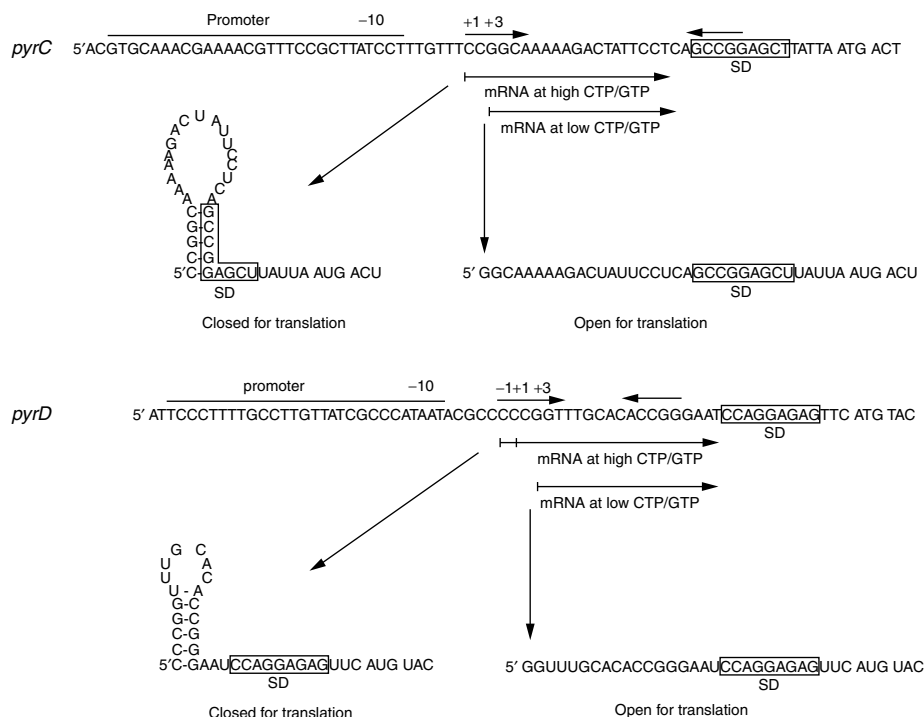 Promoter −10 +1 +3
pyrC 5′ACGTGCAAACGAAAACGTTTCCGCTTATCCTTTGTTTCCGGCAAAAAGACTATTCCTCAGCCGGAGCTTATTA ATG ACT
SD
mRNA at high CTP/GTP
mRNA at low CTP/GTP
A G A C U A U U C C U C A
A A A A
C-G
G-C
G-C
C-G
5′C-GAGCUUAUUA AUG ACU
SD
5′ GGCAAAAAGACUAUUCCUCAGCCGGAGCUUAUUA AUG ACU
SD
Closed for translation
Open for translation
promoter −10 −1+1 +3
pyrD 5′ ATTCCCTTTTGCCTTGTTATCGCCCATAATACGCCCCCCGGTTTGCACACCGGGAATCCAGGAGAGTTC ATG TAC
SD
mRNA at high CTP/GTP
mRNA at low CTP/GTP
G C
U A
U C
U-A
G-C
G-C
C-G
C-G
5′C-GAAUCCAGGAGAGUUC AUG UAC
SD
5′ GGUUUGCACACCGGGAAUCCAGGAGAGUUC AUG UAC
SD
Closed for translation
Open for translation